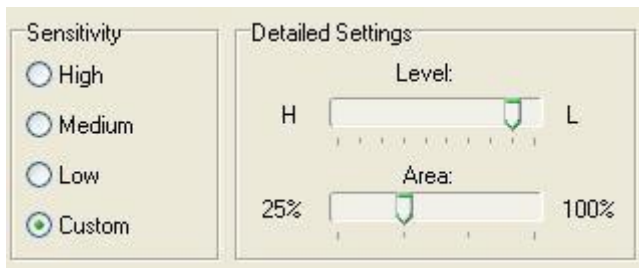 Sensitivity
High
Medium
Low
Custom
Detailed Settings
Level:
H L
Area:
25% 100%